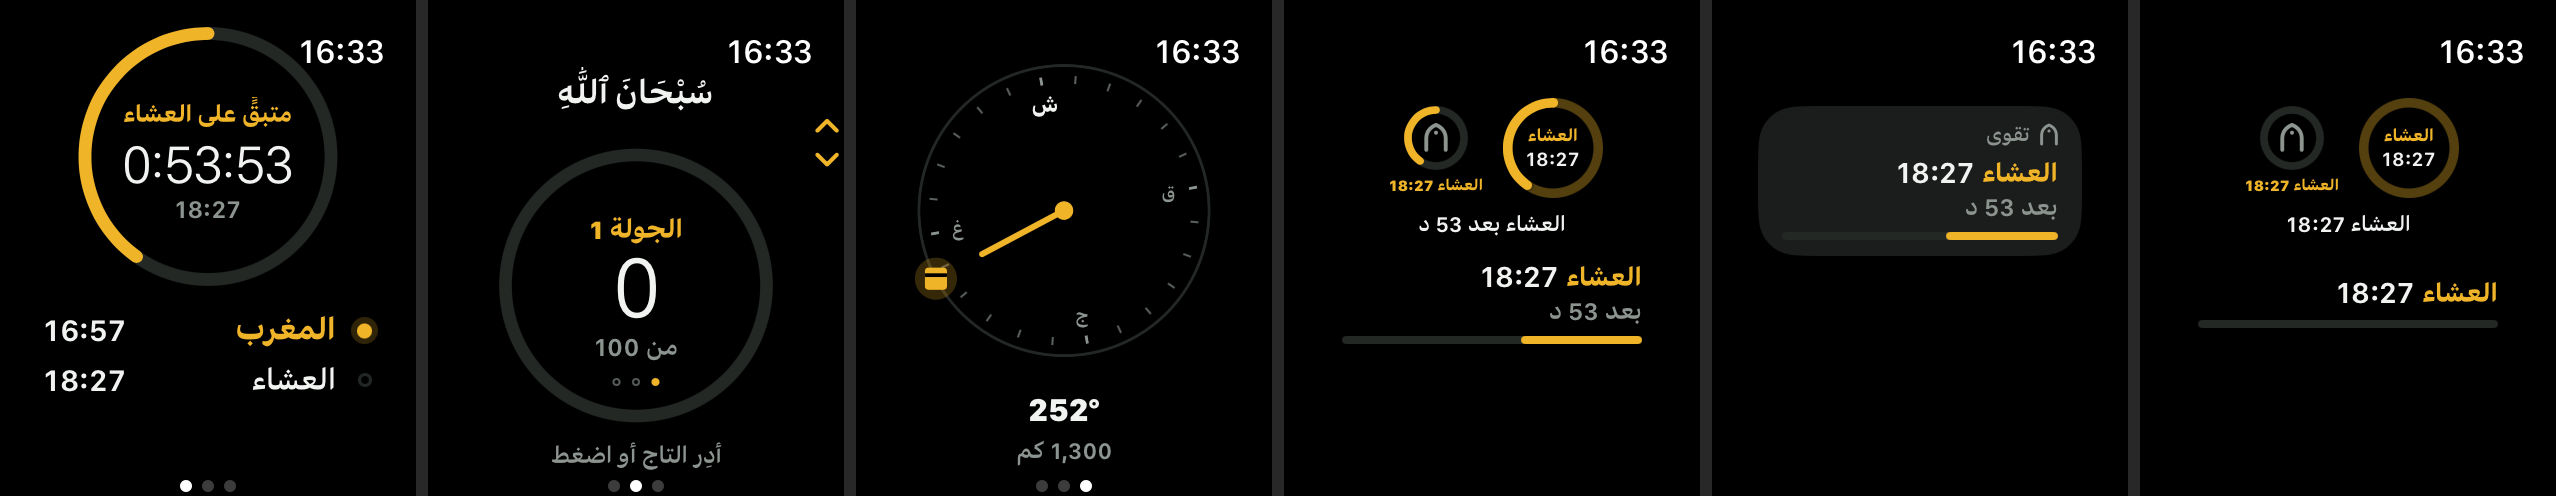 16:33
متبقٍّ على العشاء
0:53:53
18:27
المغرب 16:57
العشاء 18:27
16:33
سُبْحَانَ ٱللَّٰهِ
الجولة 1
0
من 100
أدِر التاج أو اضغط
16:33
ش
ق
غ
ج
252°
1,300 كم
16:33
العشاء
18:27
العشاء 18:27
العشاء بعد 53 د
العشاء 18:27
بعد 53 د
16:33
تقوى
العشاء 18:27
بعد 53 د
16:33
العشاء
18:27
العشاء 18:27
العشاء 18:27
العشاء 18:27